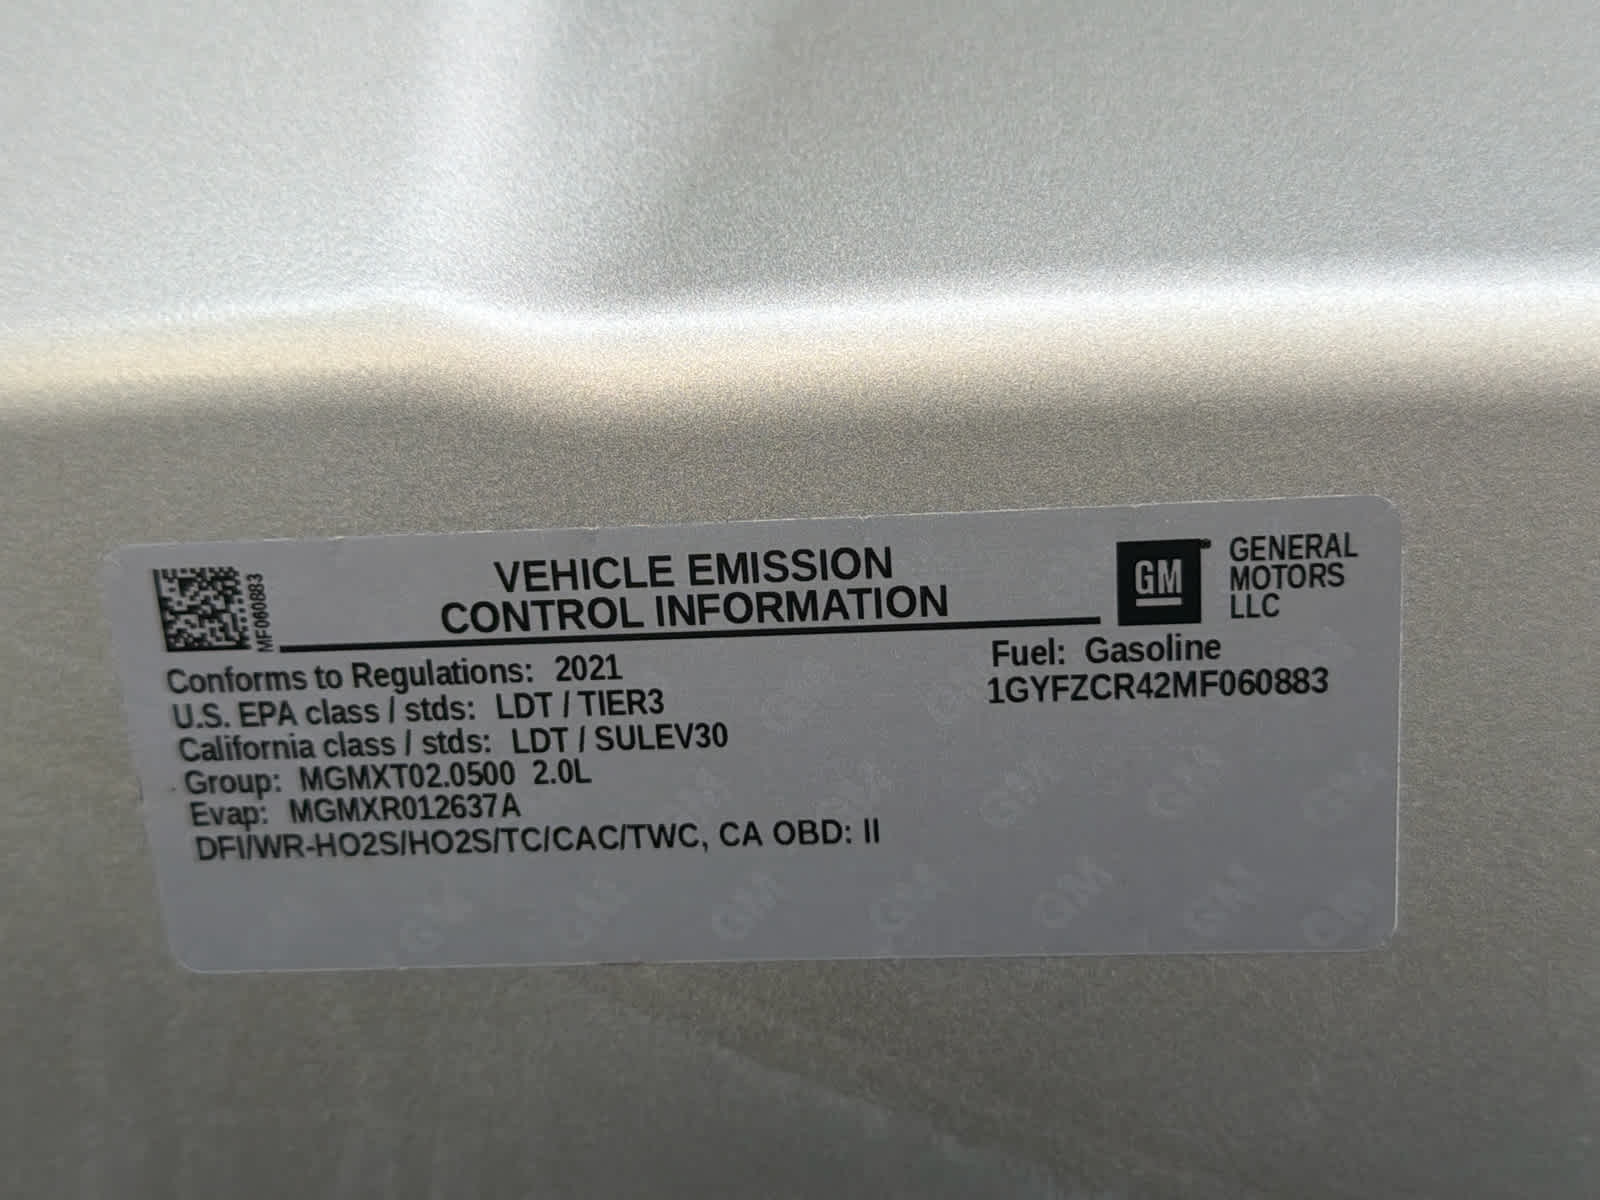 VEHICLE EMISSION
CONTROL INFORMATION
GM
GENERAL
MOTORS
LLC
MF060883
Conforms to Regulations: 2021
U.S. EPA class / stds: LDT / TIER3
California class / stds: LDT / SULEV30
Group: MGMXT02.0500 2.0L
Evap: MGMXR012637A
DFI/WR-HO2S/HO2S/TC/CAC/TWC, CA OBD: II
Fuel: Gasoline
1GYFZCR42MF060883